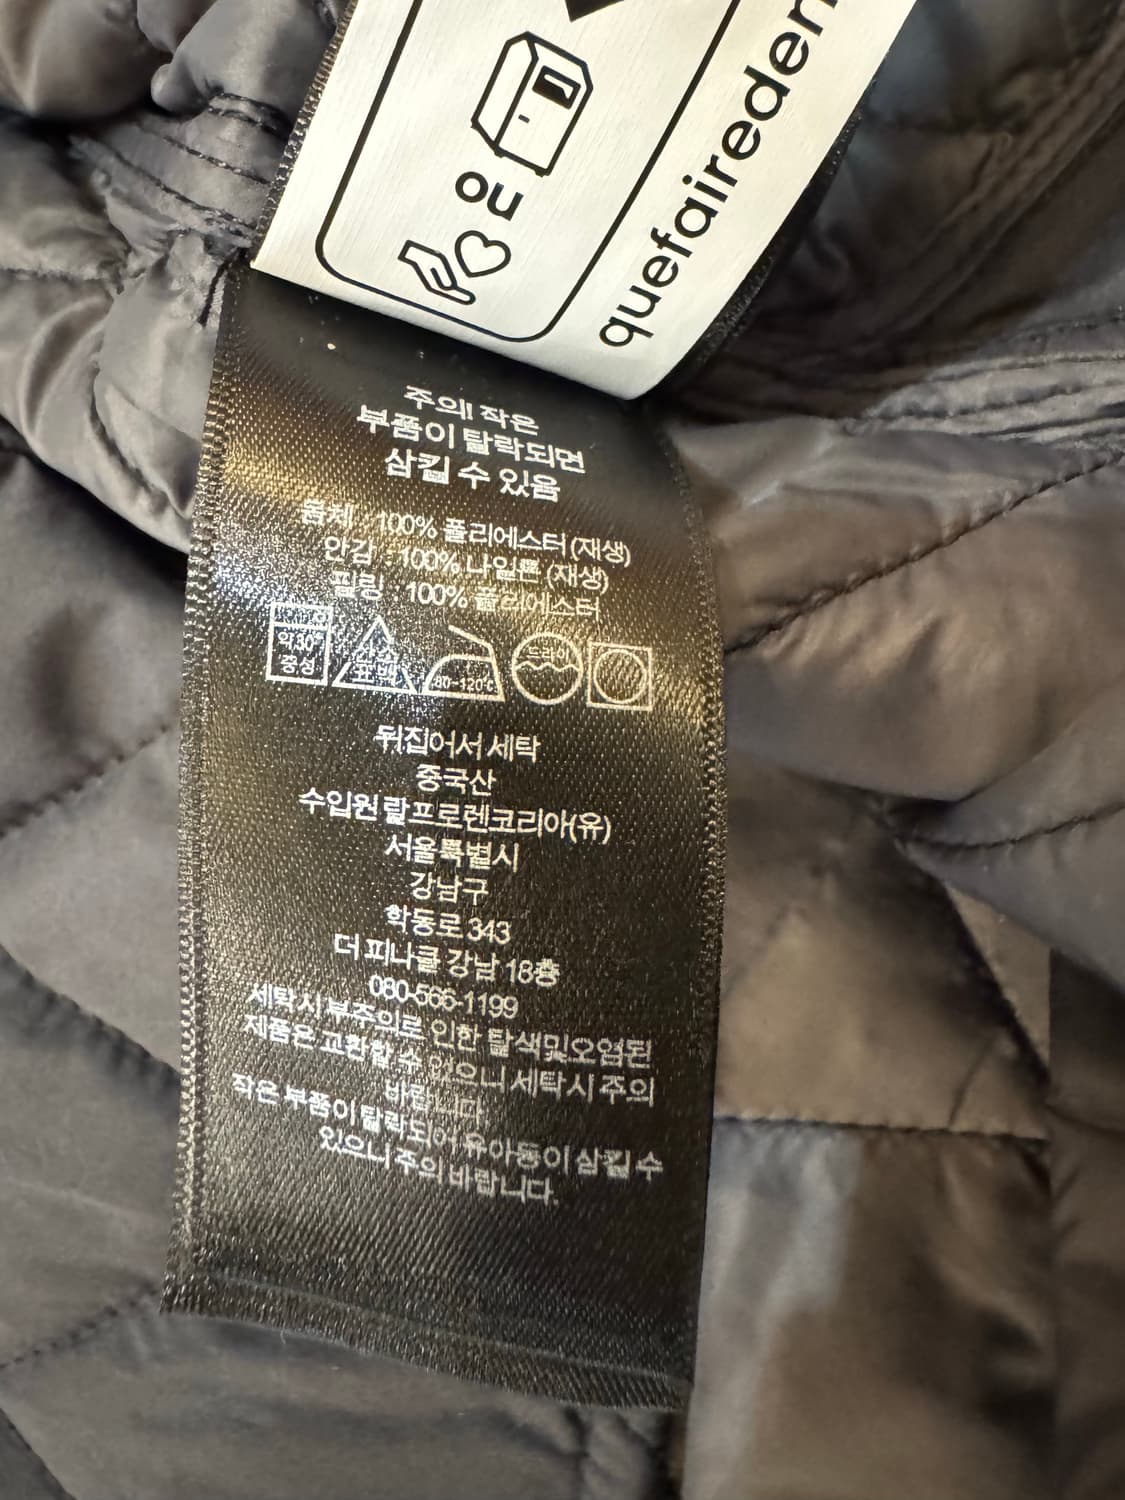 OU
quefaireden
주의! 작은
부품이 탈락되면
삼킬 수 있음
몸체 : 100% 폴리에스터 (재생)
안감 : 100% 나일론 (재생)
필링 : 100% 폴리에스터
약30°
중성
80~120℃
드라이
뒤집어서 세탁
중국산
수입원 랄프로렌코리아(유)
서울특별시
강남구
학동로 343
더 피나클 강남 18층
080-566-1199
세탁시 부주의로 인한 탈색및오염된
제품은 교환할 수 없으니 세탁시 주의
바랍니다.
작은 부품이 탈락되어 유아동이 삼킬 수
있으니 주의 바랍니다.